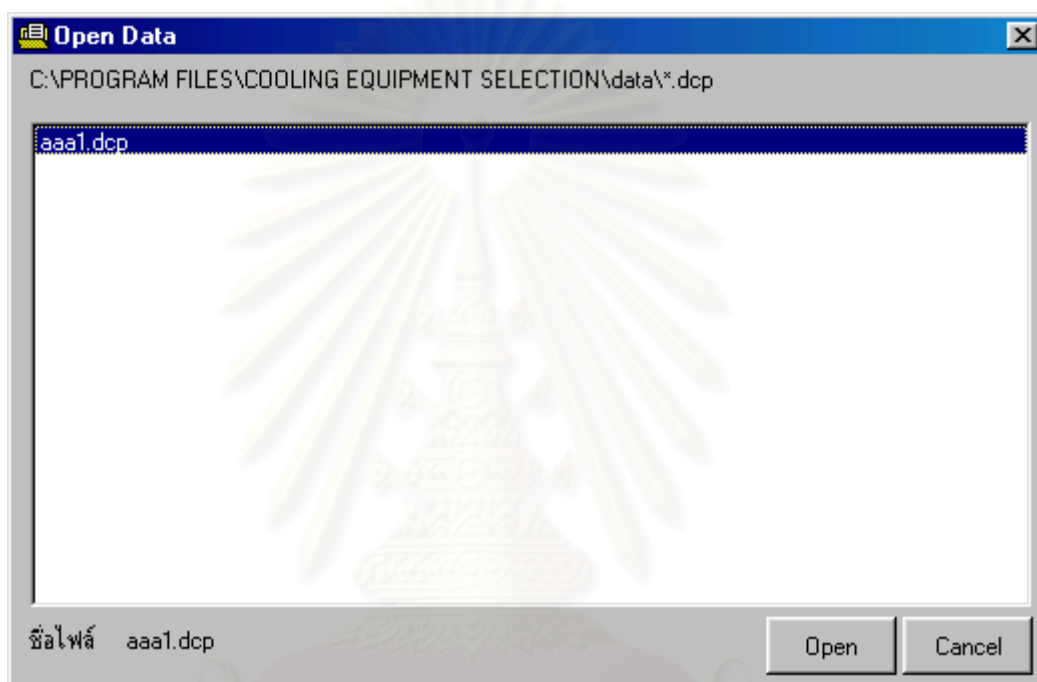 Open Data
C:\PROGRAM FILES\COOLING EQUIPMENT SELECTION\data\*.dcp
aaa1.dcp
ชื่อไฟล์ aaa1.dcp
Open Cancel